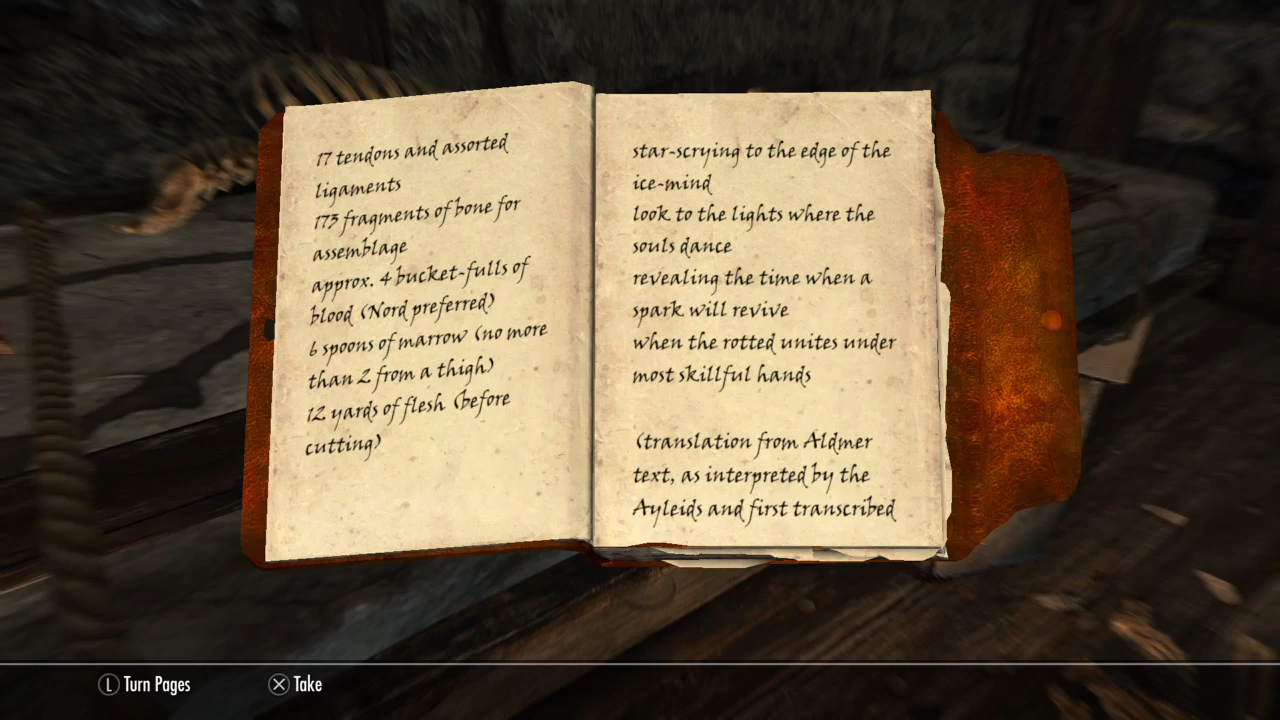 17 tendons and assorted
ligaments
173 fragments of bone for
assemblage
approx. 4 bucket-fulls of
blood (Nord preferred)
6 spoons of marrow (no more
than 2 from a thigh)
12 yards of flesh (before
cutting)
star-scrying to the edge of the
ice-mind
look to the lights where the
souls dance
revealing the time when a
spark will revive
when the rotted unites under
most skillful hands
(translation from Aldmer
text, as interpreted by the
Ayleids and first transcribed
L Turn Pages
X Take